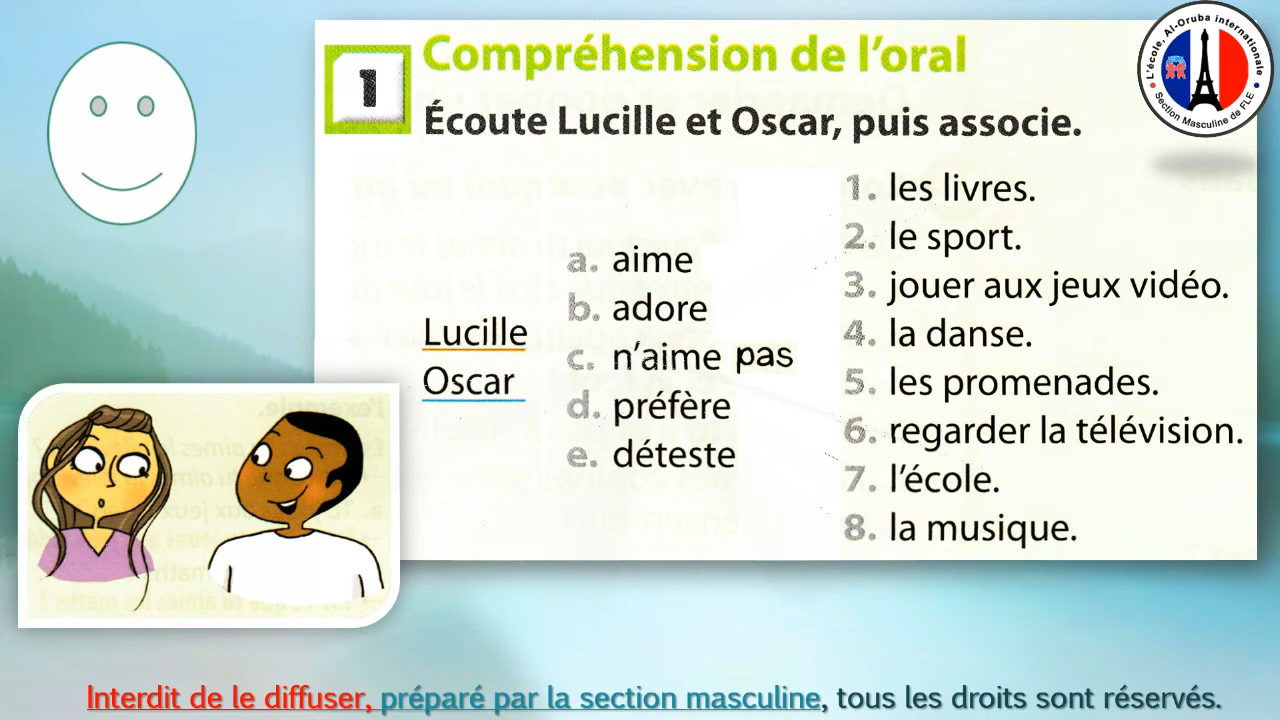 1
Compréhension de l'oral
Écoute Lucille et Oscar, puis associe.
Lucille
Oscar
a. aime
b. adore
c. n'aime pas
d. préfère
e. déteste
1. les livres.
2. le sport.
3. jouer aux jeux vidéo.
4. la danse.
5. les promenades.
6. regarder la télévision.
7. l'école.
8. la musique.
L'école, Al-Oruba internationale
Section Masculine de FLE
Interdit de le diffuser, préparé par la section masculine, tous les droits sont réservés.